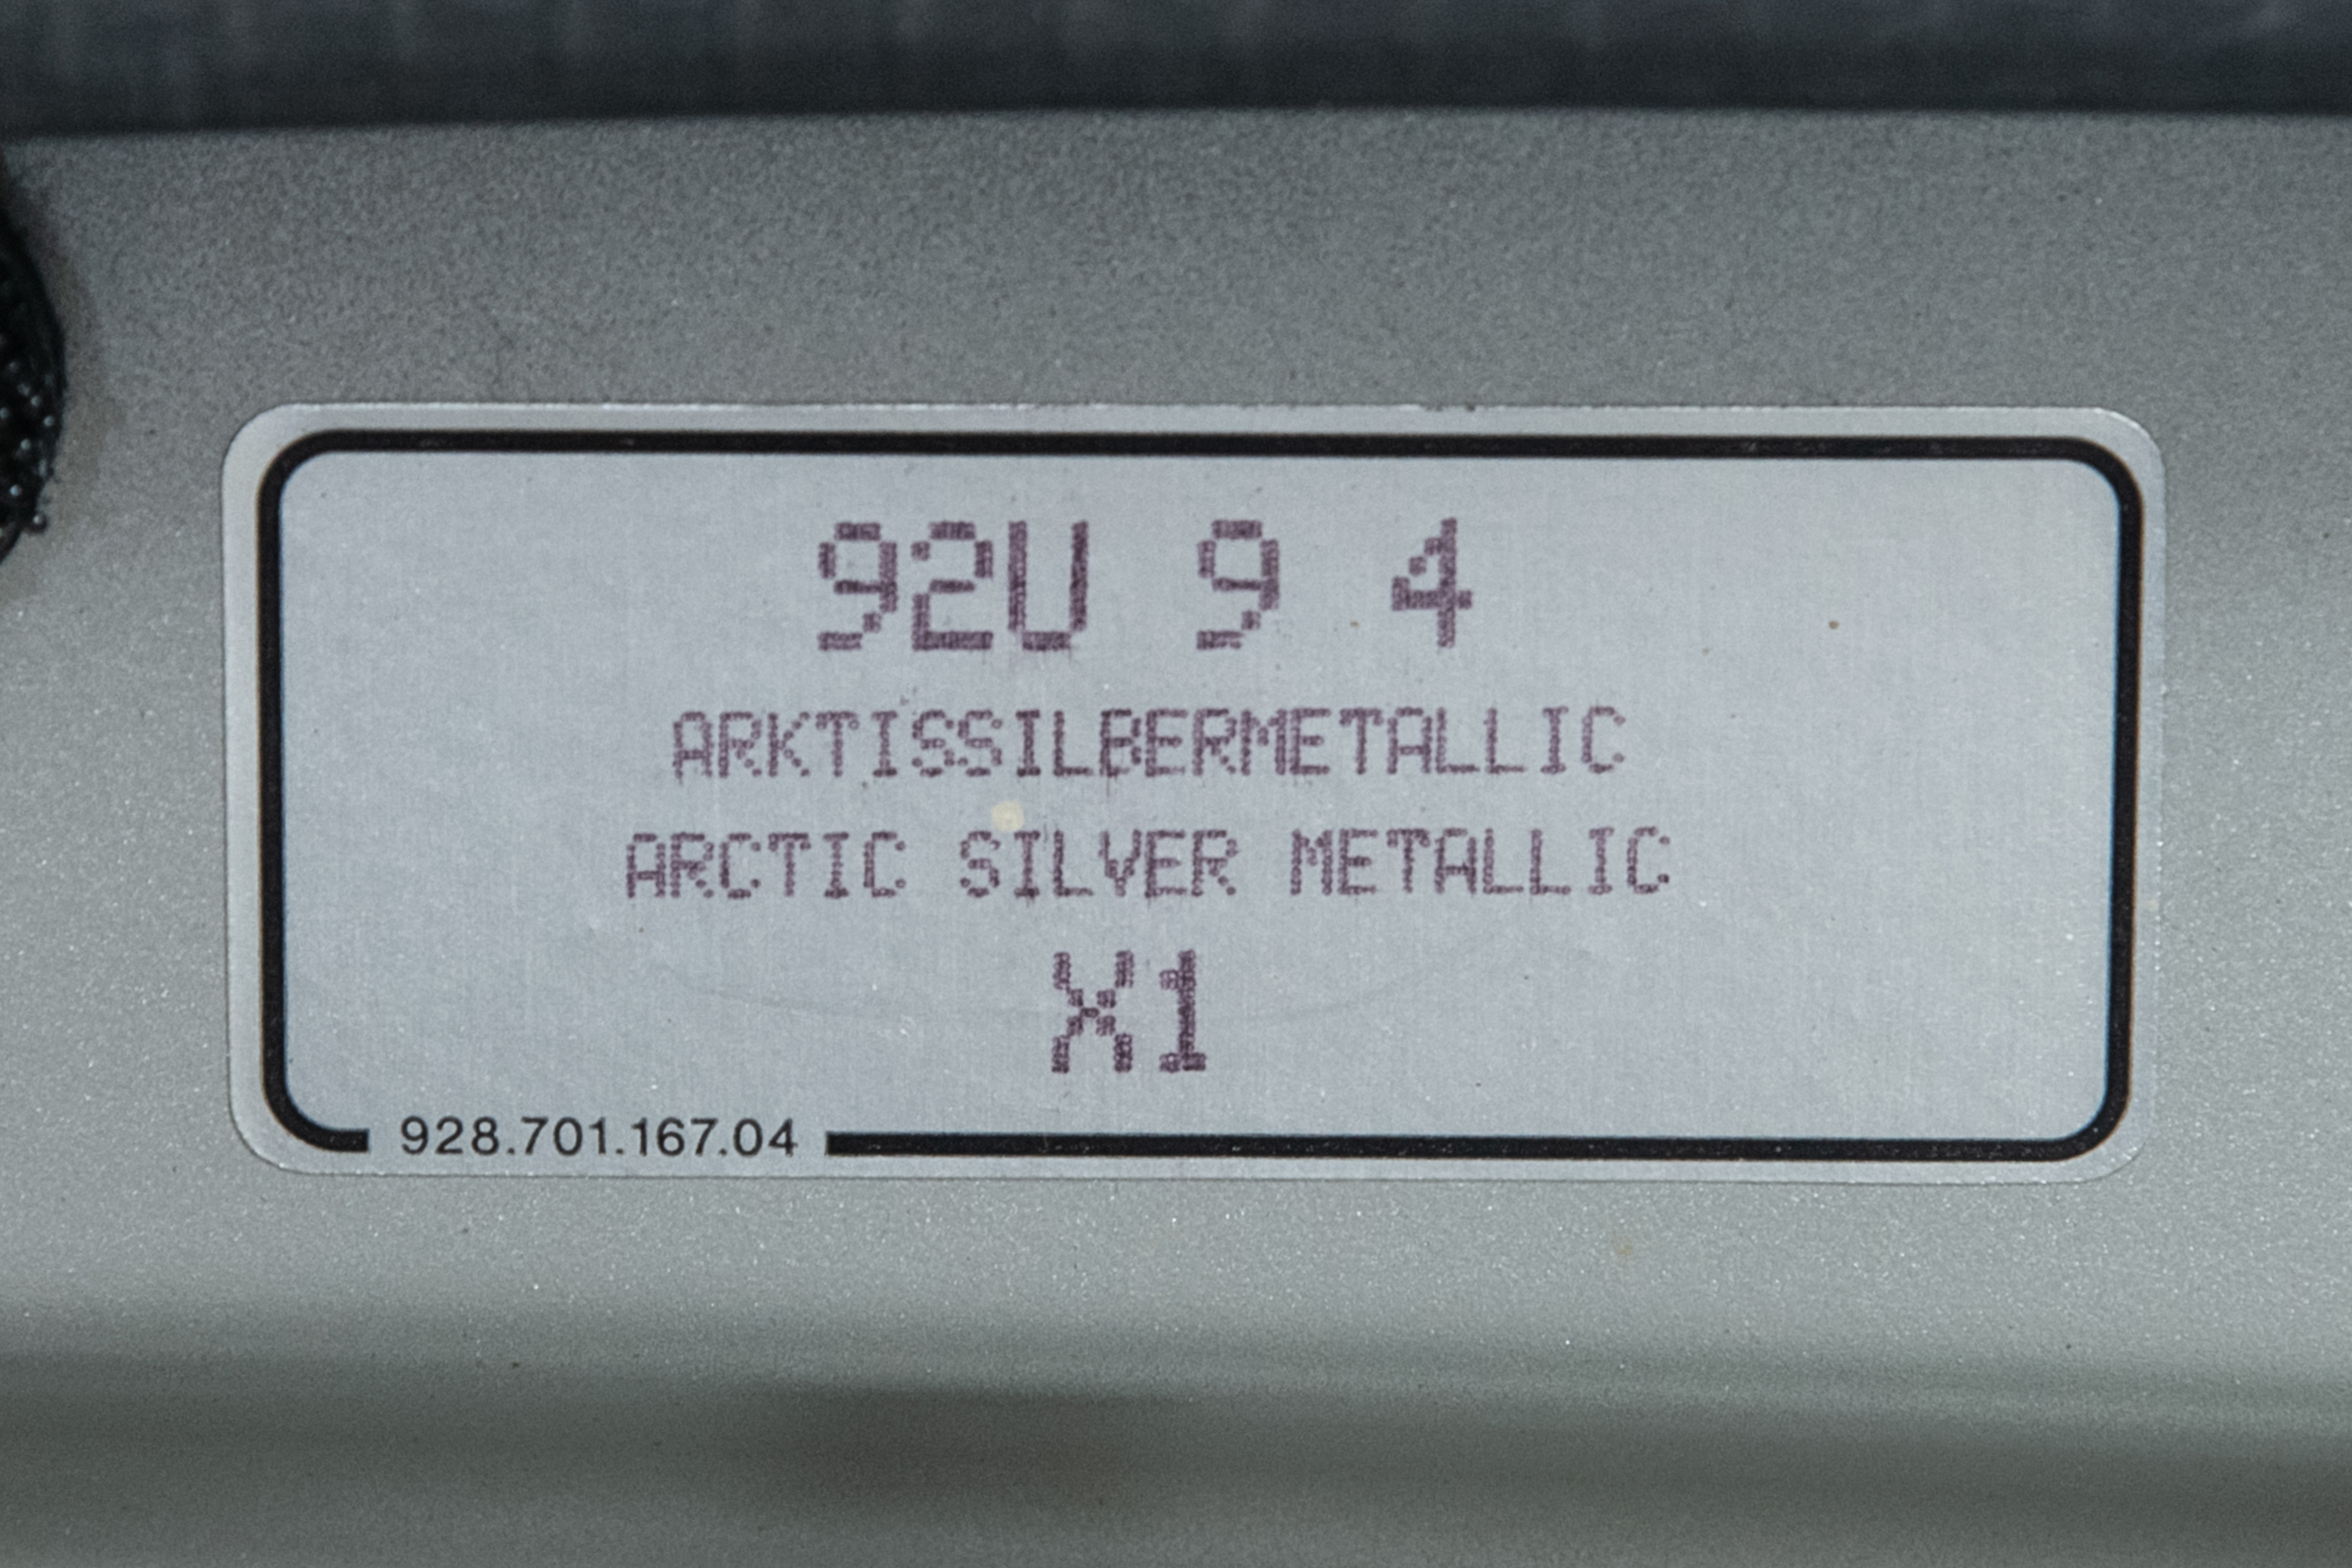 92U 9 4
ARKTISSILBERMETALLIC
ARCTIC SILVER METALLIC
X1
928.701.167.04